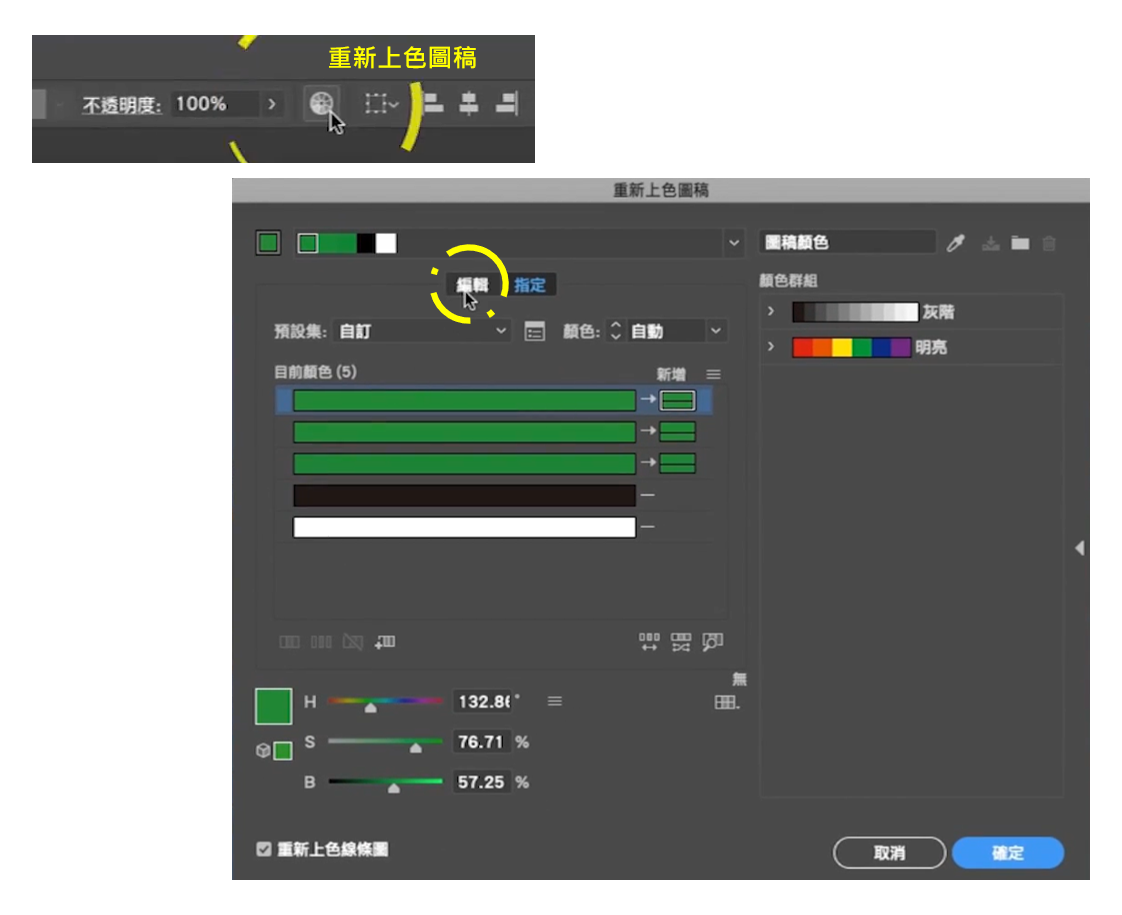 重新上色圖稿
不透明度: 100%
重新上色圖稿
圖稿顏色
編輯 指定
顏色群組
灰階
預設集: 自訂 顏色: 自動
明亮
目前顏色 (5) 新增
無
H 132.86 °
S 76.71 %
B 57.25 %
重新上色線條圖
取消 確定